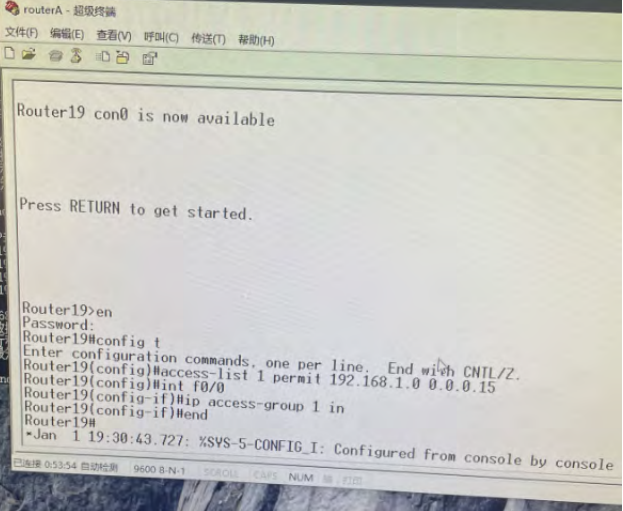 routerA - 超级终端
文件(F) 编辑(E) 查看(V) 呼叫(C) 传送(T) 帮助(H)
Router19 con0 is now available
Press RETURN to get started.
Router19>en
Password:
Router19#config t
Enter configuration commands, one per line. End with CNTL/Z.
Router19(config)#access-list 1 permit 192.168.1.0 0.0.0.15
Router19(config)#int f0/0
Router19(config-if)#ip access-group 1 in
Router19(config-if)#end
Router19#
*Jan 1 19:30:43.727: %SYS-5-CONFIG_I: Configured from console by console
已连接 0:53:54 自动检测 9600 8-N-1 SCROLL CAPS NUM